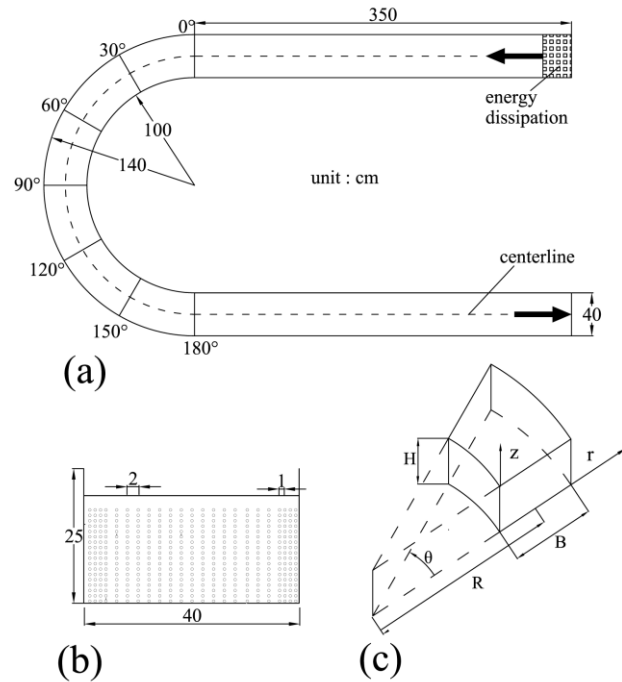 350
0°
30°
60°
90°
120°
150°
180°
100
140
energy
dissipation
unit : cm
centerline
40
(a)
2
1
25
40
(b)
H
z
r
θ
R
B
(c)